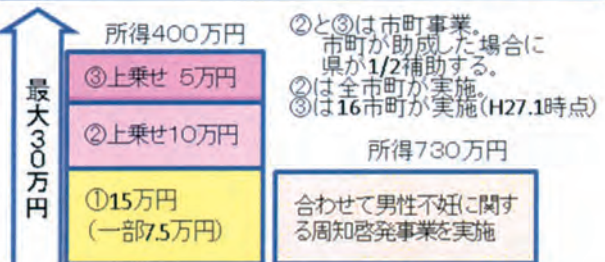 最大30万円
所得400万円
③上乗せ 5万円
②上乗せ10万円
①15万円
(一部7.5万円)
②と③は市町事業。
市町が助成した場合に
県が1/2補助する。
②は全市町が実施。
③は16市町が実施(H27.1時点)
所得730万円
合わせて男性不妊に関す
る周知啓発事業を実施